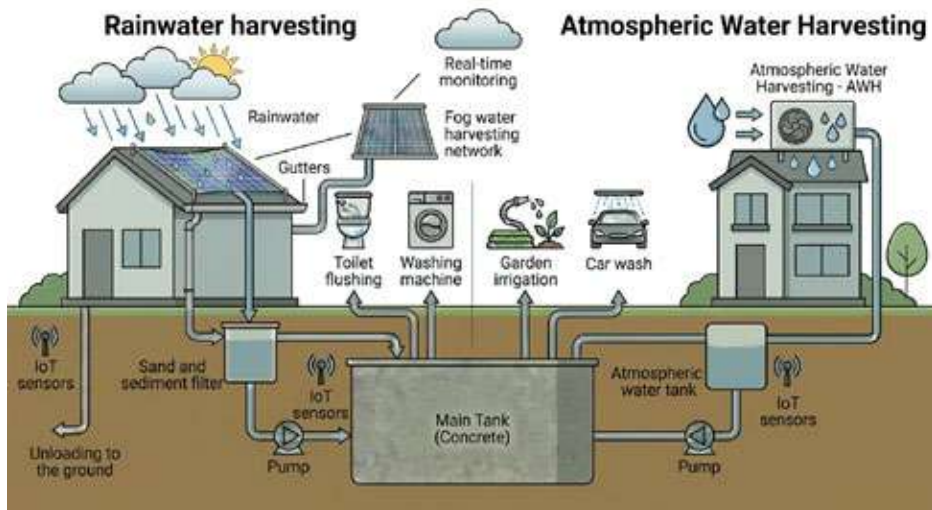 Rainwater harvesting
Atmospheric Water Harvesting
Real-time
monitoring
Atmospheric Water
Harvesting - AWH
Rainwater
Fog water
harvesting
network
Gutters
Toilet
flushing
Washing
machine
Garden
irrigation
Car wash
IoT
sensors
Sand and
sediment filter
IoT
sensors
Atmospheric
water tank
IoT
sensors
Main Tank
(Concrete)
Unloading to
the ground
Pump
Pump